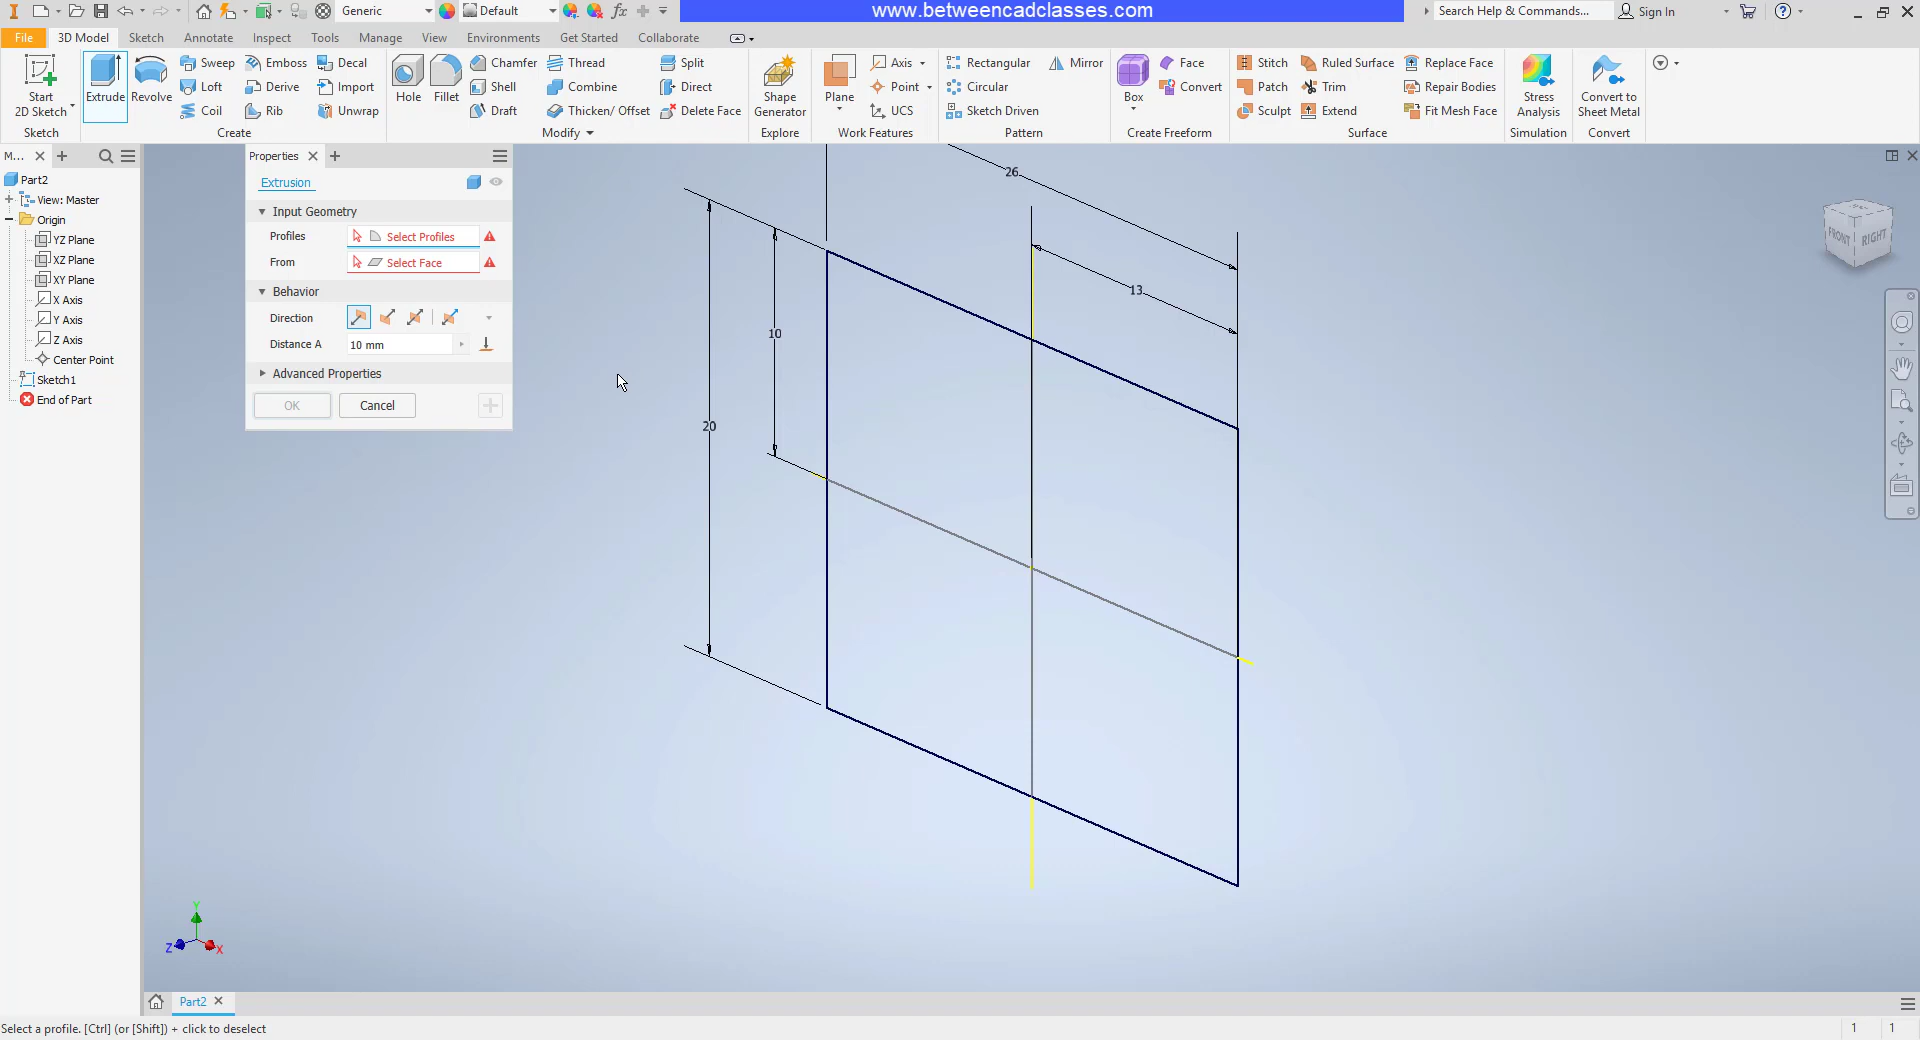 Generic
Default
www.betweencadclasses.com
Search Help & Commands...
Sign In
File
3D Model
Sketch
Annotate
Inspect
Tools
Manage
View
Environments
Get Started
Collaborate
Start
2D Sketch
Sketch
Extrude
Revolve
Sweep
Loft
Coil
Emboss
Derive
Rib
Decal
Import
Unwrap
Create
Hole
Fillet
Chamfer
Shell
Draft
Thread
Combine
Thicken/ Offset
Split
Direct
Delete Face
Modify
Shape
Generator
Explore
Plane
Axis
Point
UCS
Work Features
Rectangular
Circular
Sketch Driven
Mirror
Pattern
Box
Face
Convert
Create Freeform
Stitch
Patch
Sculpt
Ruled Surface
Trim
Extend
Replace Face
Repair Bodies
Fit Mesh Face
Surface
Stress
Analysis
Simulation
Convert to
Sheet Metal
Convert
M...
Part2
View: Master
Origin
YZ Plane
XZ Plane
XY Plane
X Axis
Y Axis
Z Axis
Center Point
Sketch1
End of Part
Properties
Extrusion
Input Geometry
Profiles Select Profiles
From Select Face
Behavior
Direction
Distance A 10 mm
Advanced Properties
OK Cancel
26
13
10
20
FRONT RIGHT
Y
Z X
Part2
Select a profile. [Ctrl] (or [Shift]) + click to deselect
1 1